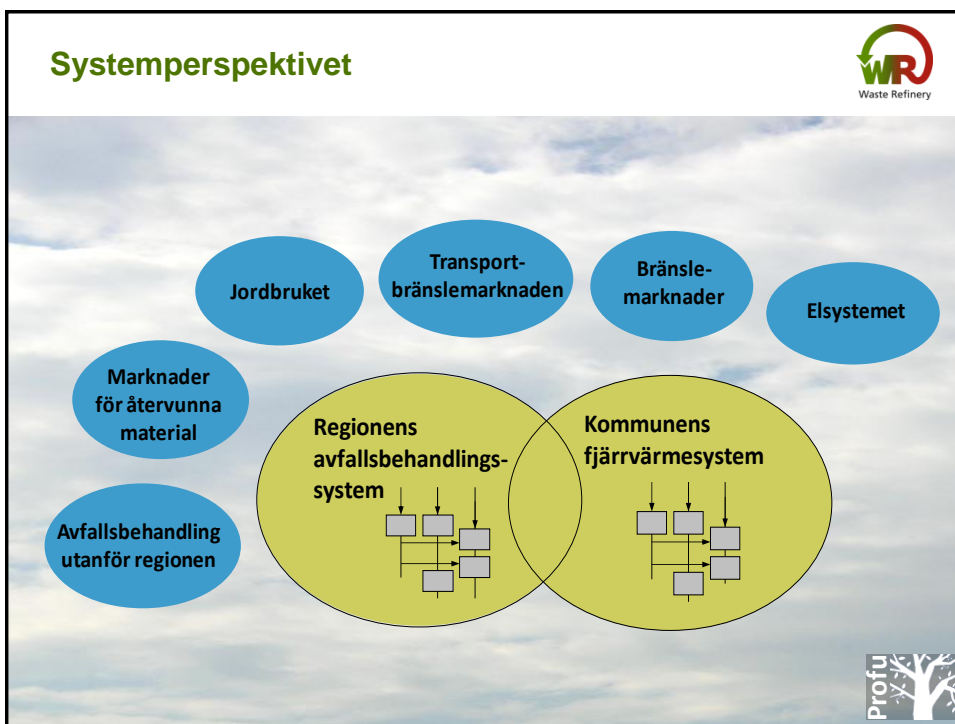 Systemperspektivet
WR
Waste Refinery
Transport-
bränslemarknaden
Bränsle-
marknader
Jordbruket
Elsystemet
Marknader
för återvunna
material
Regionens
avfallsbehandlings-
system
Kommunens
fjärrvärmesystem
Avfallsbehandling
utanför regionen
Profu